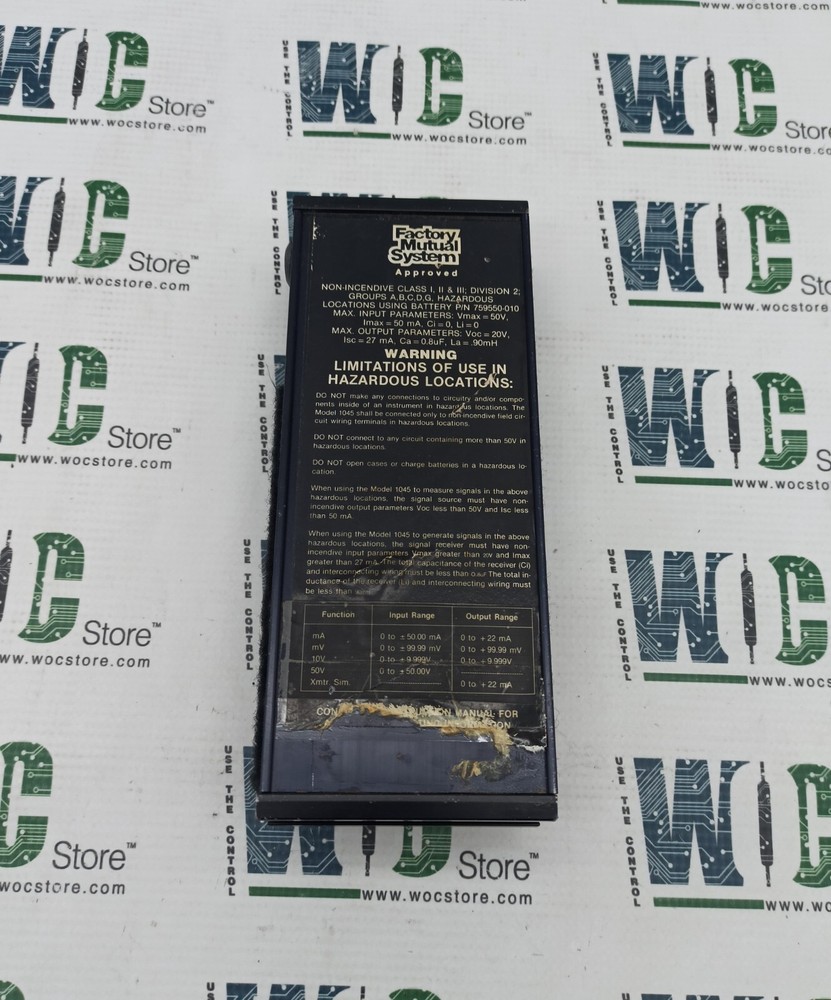 Factory
Mutual
System
Approved
NON-INCENDIVE CLASS I, II & III; DIVISION 2;
GROUPS A,B,C,D,G, HAZARDOUS
LOCATIONS USING BATTERY P/N 759550-010
MAX. INPUT PARAMETERS: Vmax = 50V,
Imax = 50 mA, Ci = 0, Li = 0
MAX. OUTPUT PARAMETERS: Voc = 20V,
Isc = 27 mA, Ca = 0.8uF, La = .90mH
WARNING
LIMITATIONS OF USE IN
HAZARDOUS LOCATIONS:
DO NOT make any connections to circuitry and/or compo-
nents inside of an instrument in hazardous locations. The
Model 1045 shall be connected only to non-incendive field cir-
cuit wiring terminals in hazardous locations.
DO NOT connect to any circuit containing more than 50V in
hazardous locations.
DO NOT open cases or charge batteries in a hazardous lo-
cation.
When using the Model 1045 to measure signals in the above
hazardous locations, the signal source must have non-
incendive output parameters Voc less than 50V and Isc less
than 50 mA.
When using the Model 1045 to generate signals in the above
hazardous locations, the signal receiver must have non-
incendive input parameters Vmax greater than and Imax
greater than 27 mA. The total capacitance of the receiver (Ci)
and interconnecting wiring must be less than The total in-
ductance of the receiver (Li) and interconnecting wiring must
be less than
Function Input Range Output Range
mA 0 to ±50.00 mA 0 to +22 mA
mV 0 to ±99.99 mV 0 to +99.99 mV
10V 0 to ±9.999V 0 to +9.999V
50V 0 to ±50.00V
Xmtr. Sim. 0 to +22 mA
MANUAL FOR
USE THE CONTROL
WOC Store™
www.wocstore.com